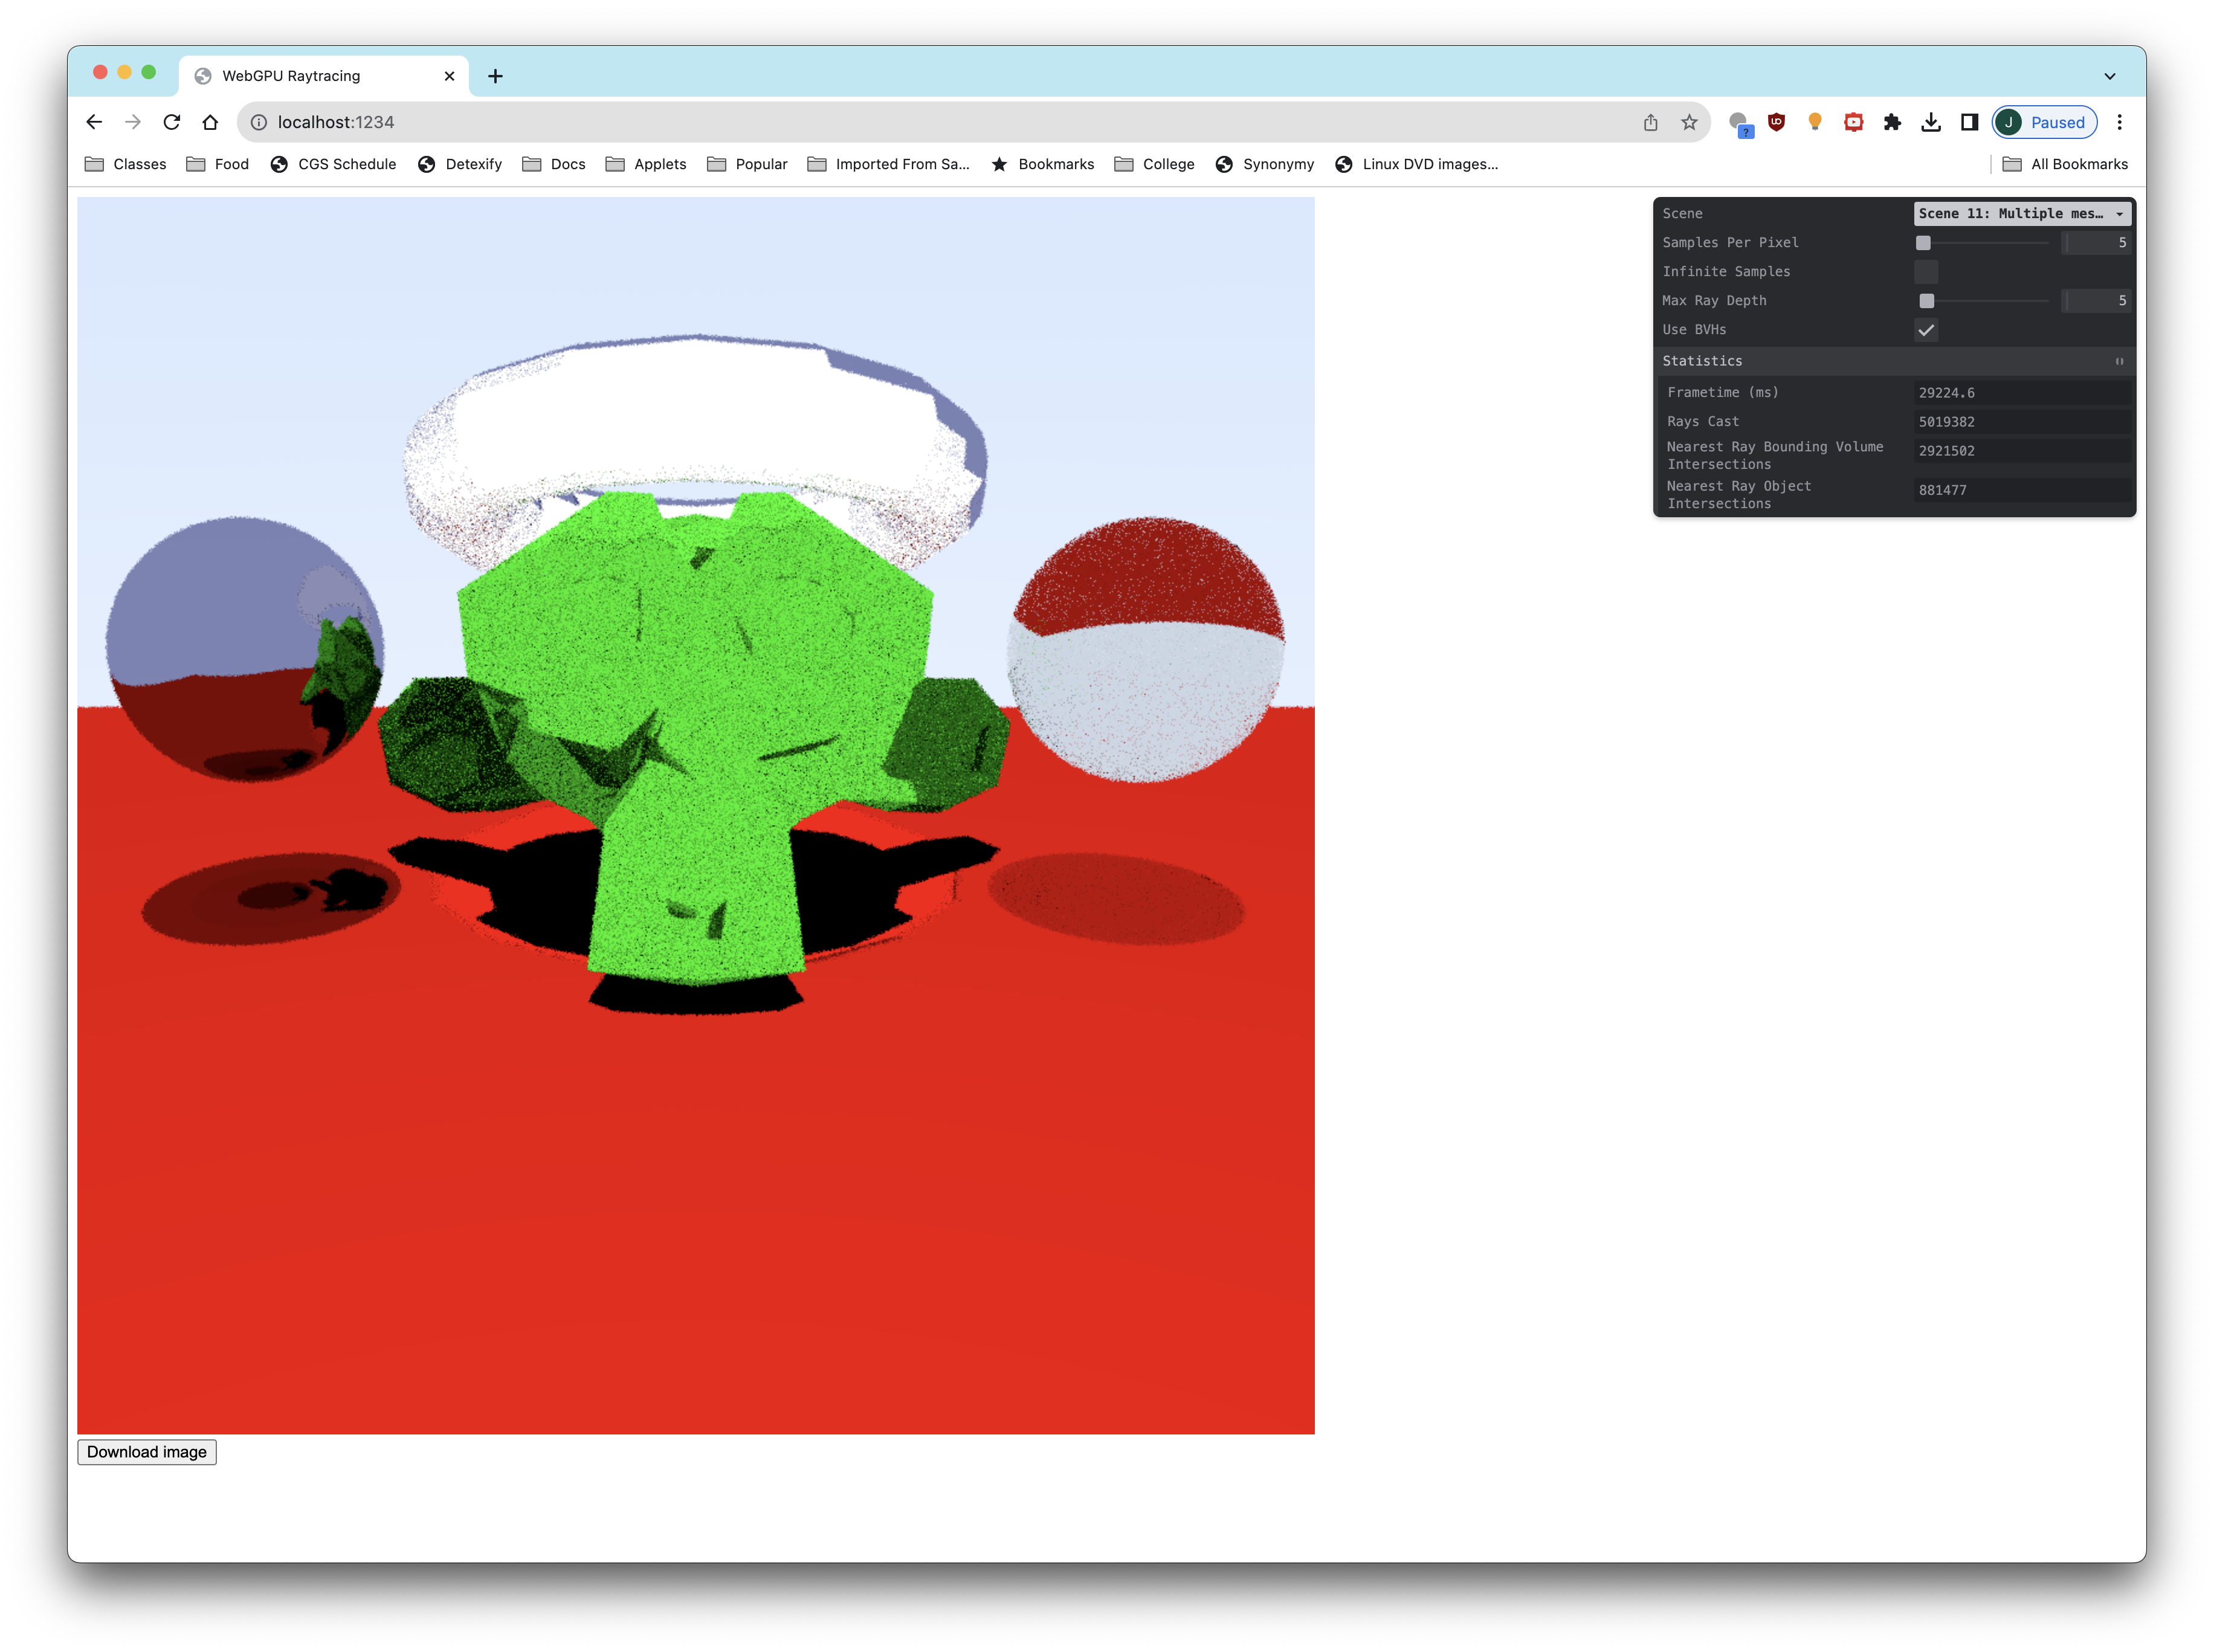 WebGPU Raytracing
localhost:1234
J Paused
Classes Food CGS Schedule Detexify Docs Applets Popular Imported From Sa... Bookmarks College Synonymy Linux DVD images... All Bookmarks
Scene Scene 11: Multiple mes...
Samples Per Pixel 5
Infinite Samples
Max Ray Depth 5
Use BVHs
Statistics
Frametime (ms) 29224.6
Rays Cast 5019382
Nearest Ray Bounding Volume
Intersections 2921502
Nearest Ray Object
Intersections 881477
Download image